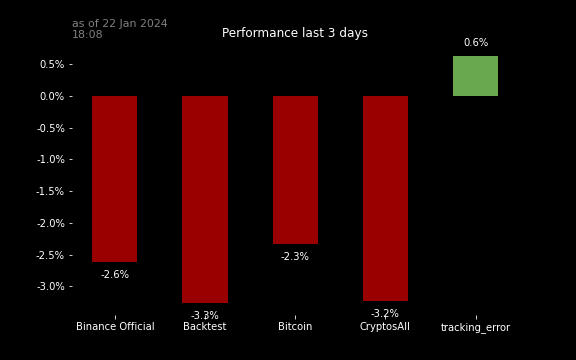 as of 22 Jan 2024
18:08
Performance last 3 days
0.6%
0.5%
0.0%
-0.5%
-1.0%
-1.5%
-2.0%
-2.5%
-3.0%
-2.6%
-3.3%
-2.3%
-3.2%
Binance Official
Backtest
Bitcoin
CryptosAll
tracking_error